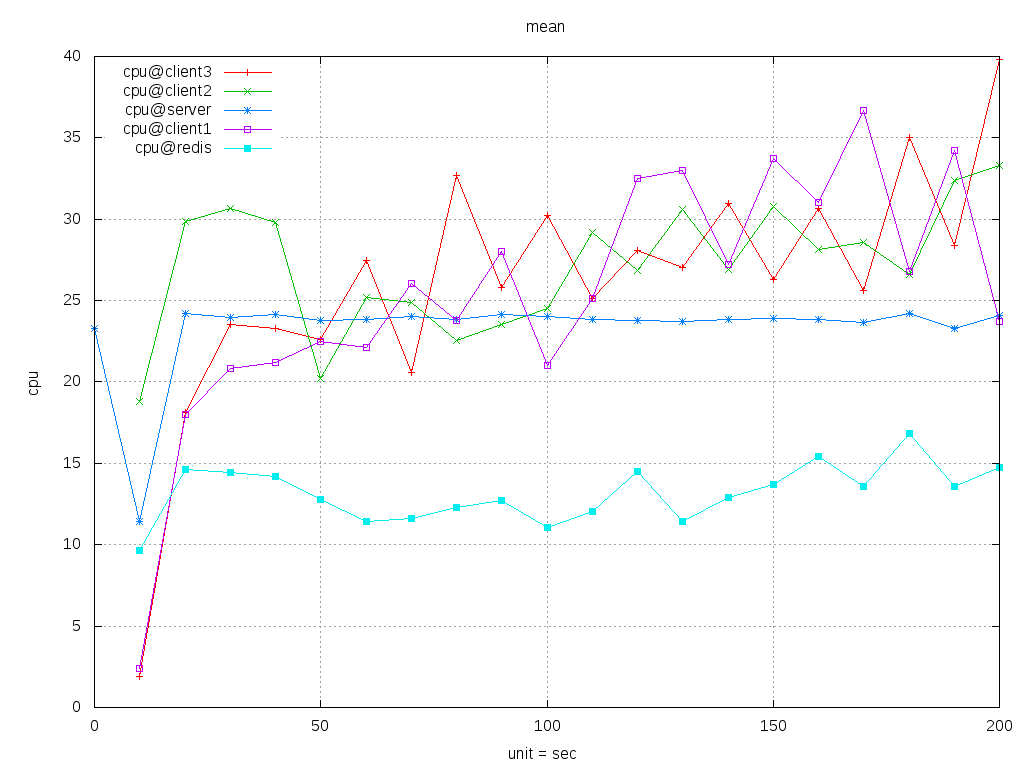 mean
40
35
30
25
20
15
10
5
0
cpu@client3
cpu@client2
cpu@server
cpu@client1
cpu@redis
cpu
0 50 100 150 200
unit = sec